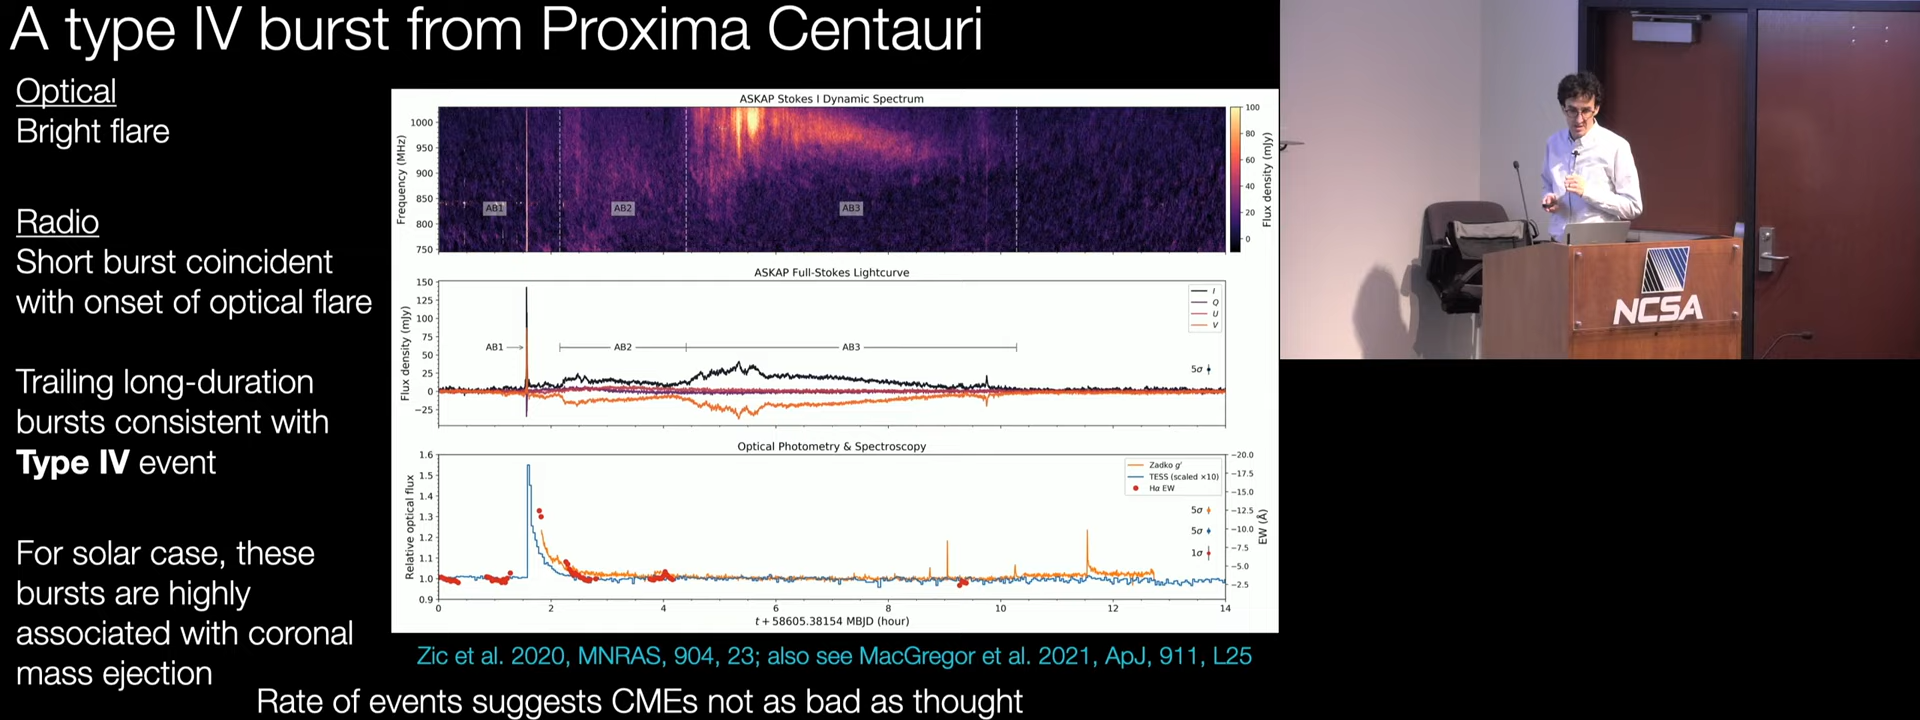 A type IV burst from Proxima Centauri
Optical
Bright flare
Radio
Short burst coincident
with onset of optical flare
Trailing long-duration
bursts consistent with
Type IV event
For solar case, these
bursts are highly
associated with coronal
mass ejection
ASKAP Stokes I Dynamic Spectrum
Frequency (MHz)
1000
950
900
850
800
750
AB1
AB2
AB3
100
80
60
40
20
0
Flux density (mJy)
ASKAP Full-Stokes Lightcurve
Flux density (mJy)
150
125
100
75
50
25
0
−25
AB1
AB2
AB3
I
Q
U
V
5σ
Optical Photometry & Spectroscopy
Relative optical flux
1.6
1.5
1.4
1.3
1.2
1.1
1.0
0.9
Zadko g'
TESS (scaled ×10)
Hα EW
5σ
5σ
1σ
−20.0
−17.5
−15.0
−12.5
−10.0
−7.5
−5.0
−2.5
EW (Å)
0 2 4 6 8 10 12 14
t + 58605.38154 MBJD (hour)
Zic et al. 2020, MNRAS, 904, 23; also see MacGregor et al. 2021, ApJ, 911, L25
Rate of events suggests CMEs not as bad as thought
NCSA